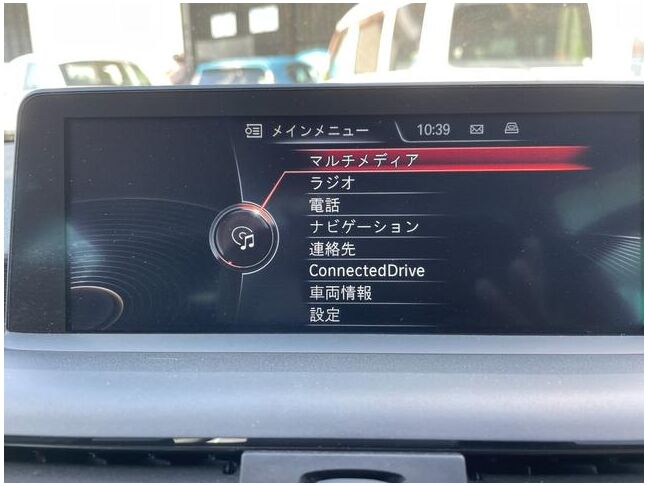 メインメニュー 10:39
マルチメディア
ラジオ
電話
ナビゲーション
連絡先
ConnectedDrive
車両情報
設定